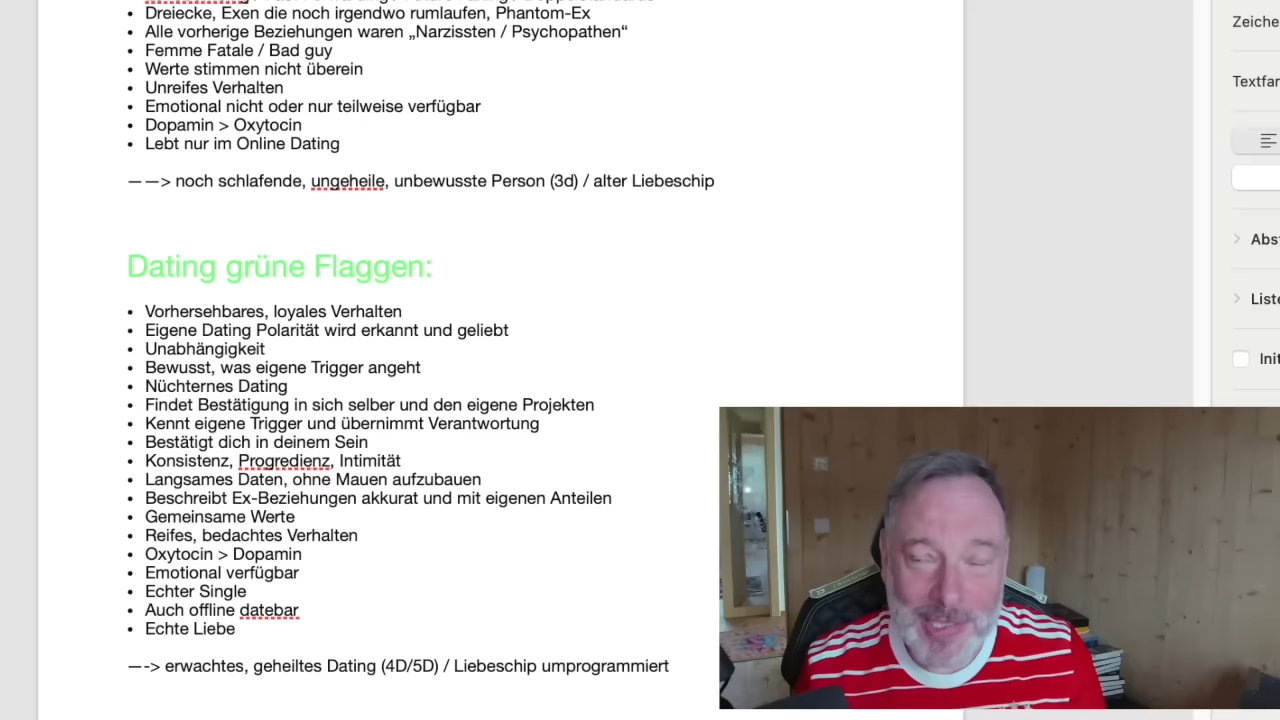 • Dreiecke, Exen die noch irgendwo rumlaufen, Phantom-Ex
• Alle vorherige Beziehungen waren „Narzissten / Psychopathen“
• Femme Fatale / Bad guy
• Werte stimmen nicht überein
• Unreifes Verhalten
• Emotional nicht oder nur teilweise verfügbar
• Dopamin > Oxytocin
• Lebt nur im Online Dating
——> noch schlafende, ungeheile, unbewusste Person (3d) / alter Liebeschip
Dating grüne Flaggen:
• Vorhersehbares, loyales Verhalten
• Eigene Dating Polarität wird erkannt und geliebt
• Unabhängigkeit
• Bewusst, was eigene Trigger angeht
• Nüchternes Dating
• Findet Bestätigung in sich selber und den eigene Projekten
• Kennt eigene Trigger und übernimmt Verantwortung
• Bestätigt dich in deinem Sein
• Konsistenz, Progredienz, Intimität
• Langsames Daten, ohne Mauen aufzubauen
• Beschreibt Ex-Beziehungen akkurat und mit eigenen Anteilen
• Gemeinsame Werte
• Reifes, bedachtes Verhalten
• Oxytocin > Dopamin
• Emotional verfügbar
• Echter Single
• Auch offline datebar
• Echte Liebe
—-> erwachtes, geheiltes Dating (4D/5D) / Liebeschip umprogrammiert
Zeiche
Textfar
Abst
Liste
Init